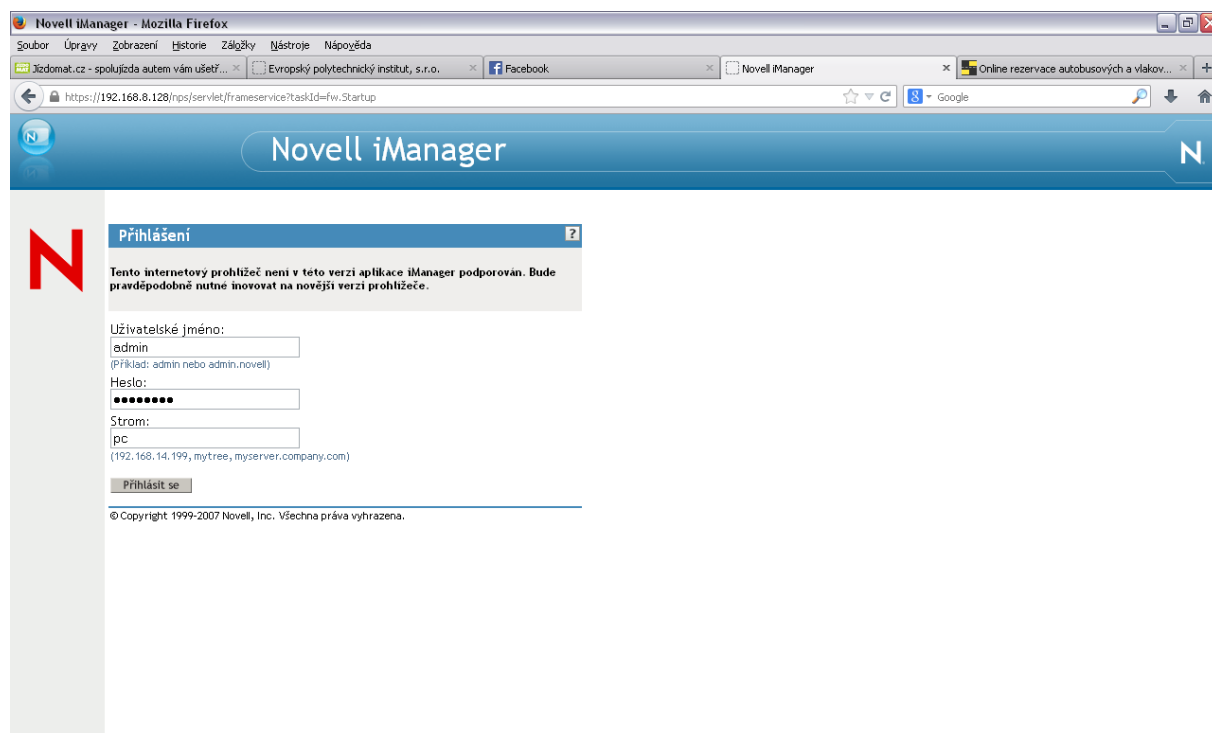 Novell iManager - Mozilla Firefox
Soubor Úpravy Zobrazení Historie Záložky Nástroje Nápověda
Jízdomat.cz - spolujízda autem vám ušetř... Evropský polytechnický institut, s.r.o. Facebook Novell iManager Online rezervace autobusových a vlakov...
https://192.168.8.128/nps/servlet/frameservice?taskId=fw.Startup Google
N Novell iManager N.
N
Přihlášení ?
Tento internetový prohlížeč není v této verzi aplikace iManager podporován. Bude
pravděpodobně nutné inovovat na novější verzi prohlížeče.
Uživatelské jméno:
admin
(Příklad: admin nebo admin.novell)
Heslo:
●●●●●●●●
Strom:
pc
(192.168.14.199, mytree, myserver.company.com)
Přihlásit se
© Copyright 1999-2007 Novell, Inc. Všechna práva vyhrazena.